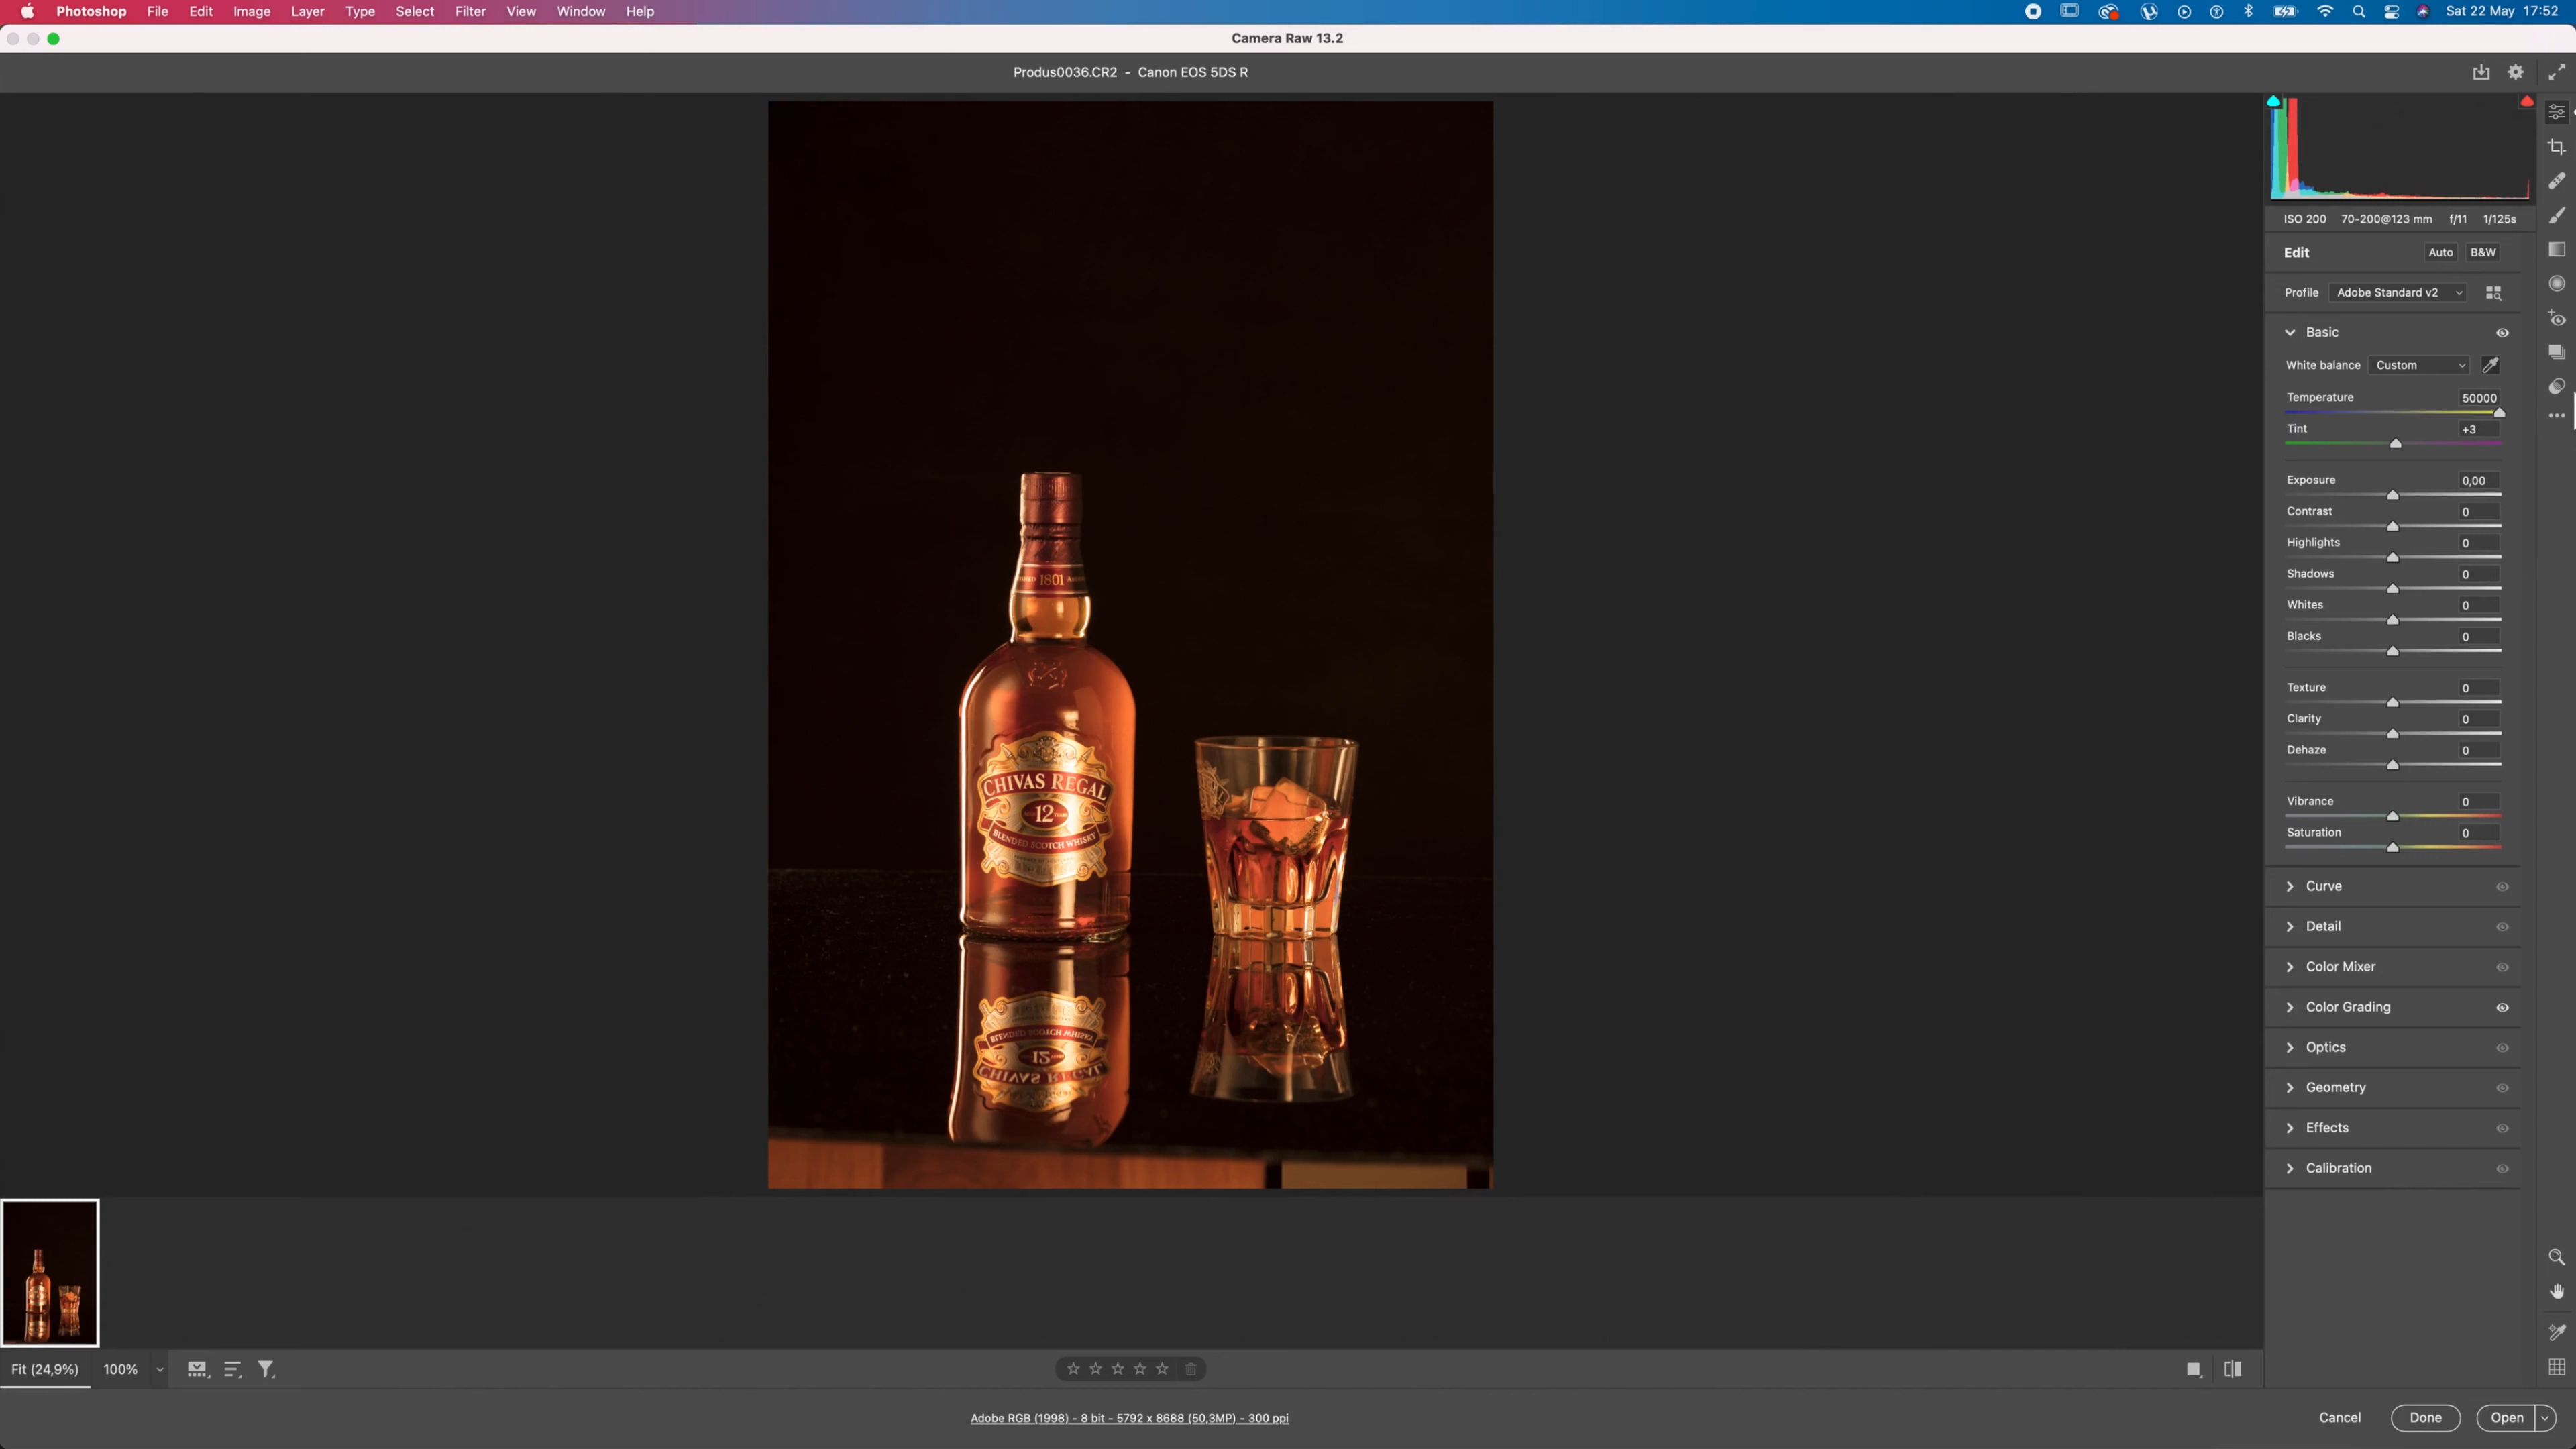 Photoshop File Edit Image Layer Type Select Filter View Window Help Sat 22 May 17:52
Camera Raw 13.2
Produs0036.CR2 - Canon EOS 5DS R
ISO 200 70-200@123 mm f/11 1/125s
Edit Auto B&W
Profile Adobe Standard v2
Basic
White balance Custom
Temperature 50000
Tint +3
Exposure 0,00
Contrast 0
Highlights 0
Shadows 0
Whites 0
Blacks 0
Texture 0
Clarity 0
Dehaze 0
Vibrance 0
Saturation 0
Curve
Detail
Color Mixer
Color Grading
Optics
Geometry
Effects
Calibration
1801
CHIVAS REGAL
12
BLENDED SCOTCH WHISKY
Fit (24,9%) 100%
Adobe RGB (1998) - 8 bit - 5792 x 8688 (50,3MP) - 300 ppi
Cancel Done Open